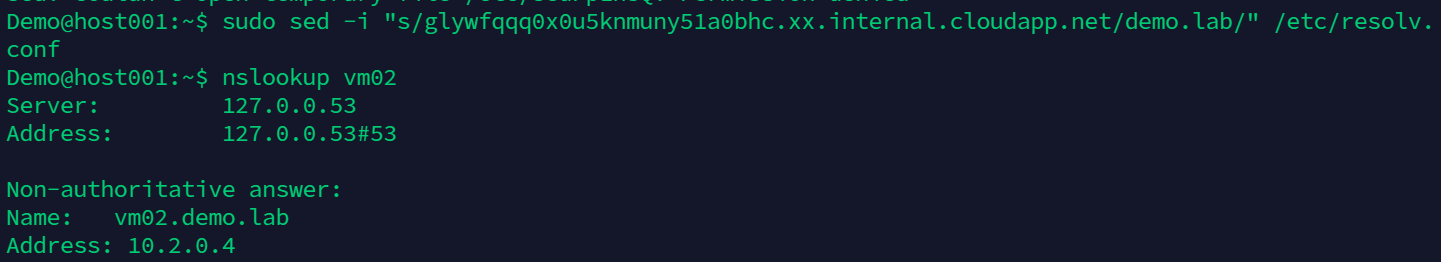 Demo@host001:~$ sudo sed -i "s/glywfqqq0x0u5knmuny51a0bhc.xx.internal.cloudapp.net/demo.lab/" /etc/resolv.
conf
Demo@host001:~$ nslookup vm02
Server:         127.0.0.53
Address:        127.0.0.53#53
Non-authoritative answer:
Name:   vm02.demo.lab
Address: 10.2.0.4